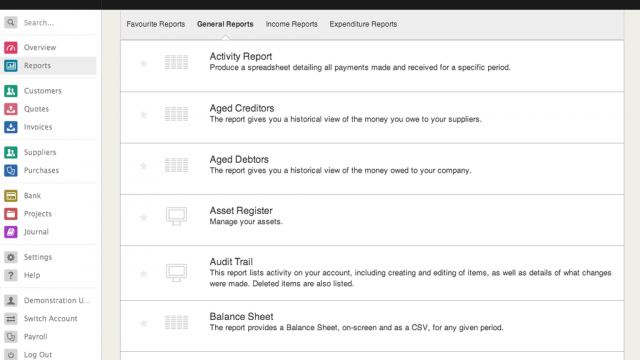 Search...
Favourite Reports General Reports Income Reports Expenditure Reports
Overview
Reports
Customers
Quotes
Invoices
Suppliers
Purchases
Bank
Projects
Journal
Settings
? Help
Demonstration U...
Switch Account
Payroll
Log Out
Activity Report
Produce a spreadsheet detailing all payments made and received for a specific period.
Aged Creditors
The report gives you a historical view of the money you owe to your suppliers.
Aged Debtors
The report gives you a historical view of the money owed to your company.
Asset Register
Manage your assets.
Audit Trail
This report lists activity on your account, including creating and editing of items, as well as details of what changes
were made. Deleted items are also listed.
Balance Sheet
The report provides a Balance Sheet, on-screen and as a CSV, for any given period.